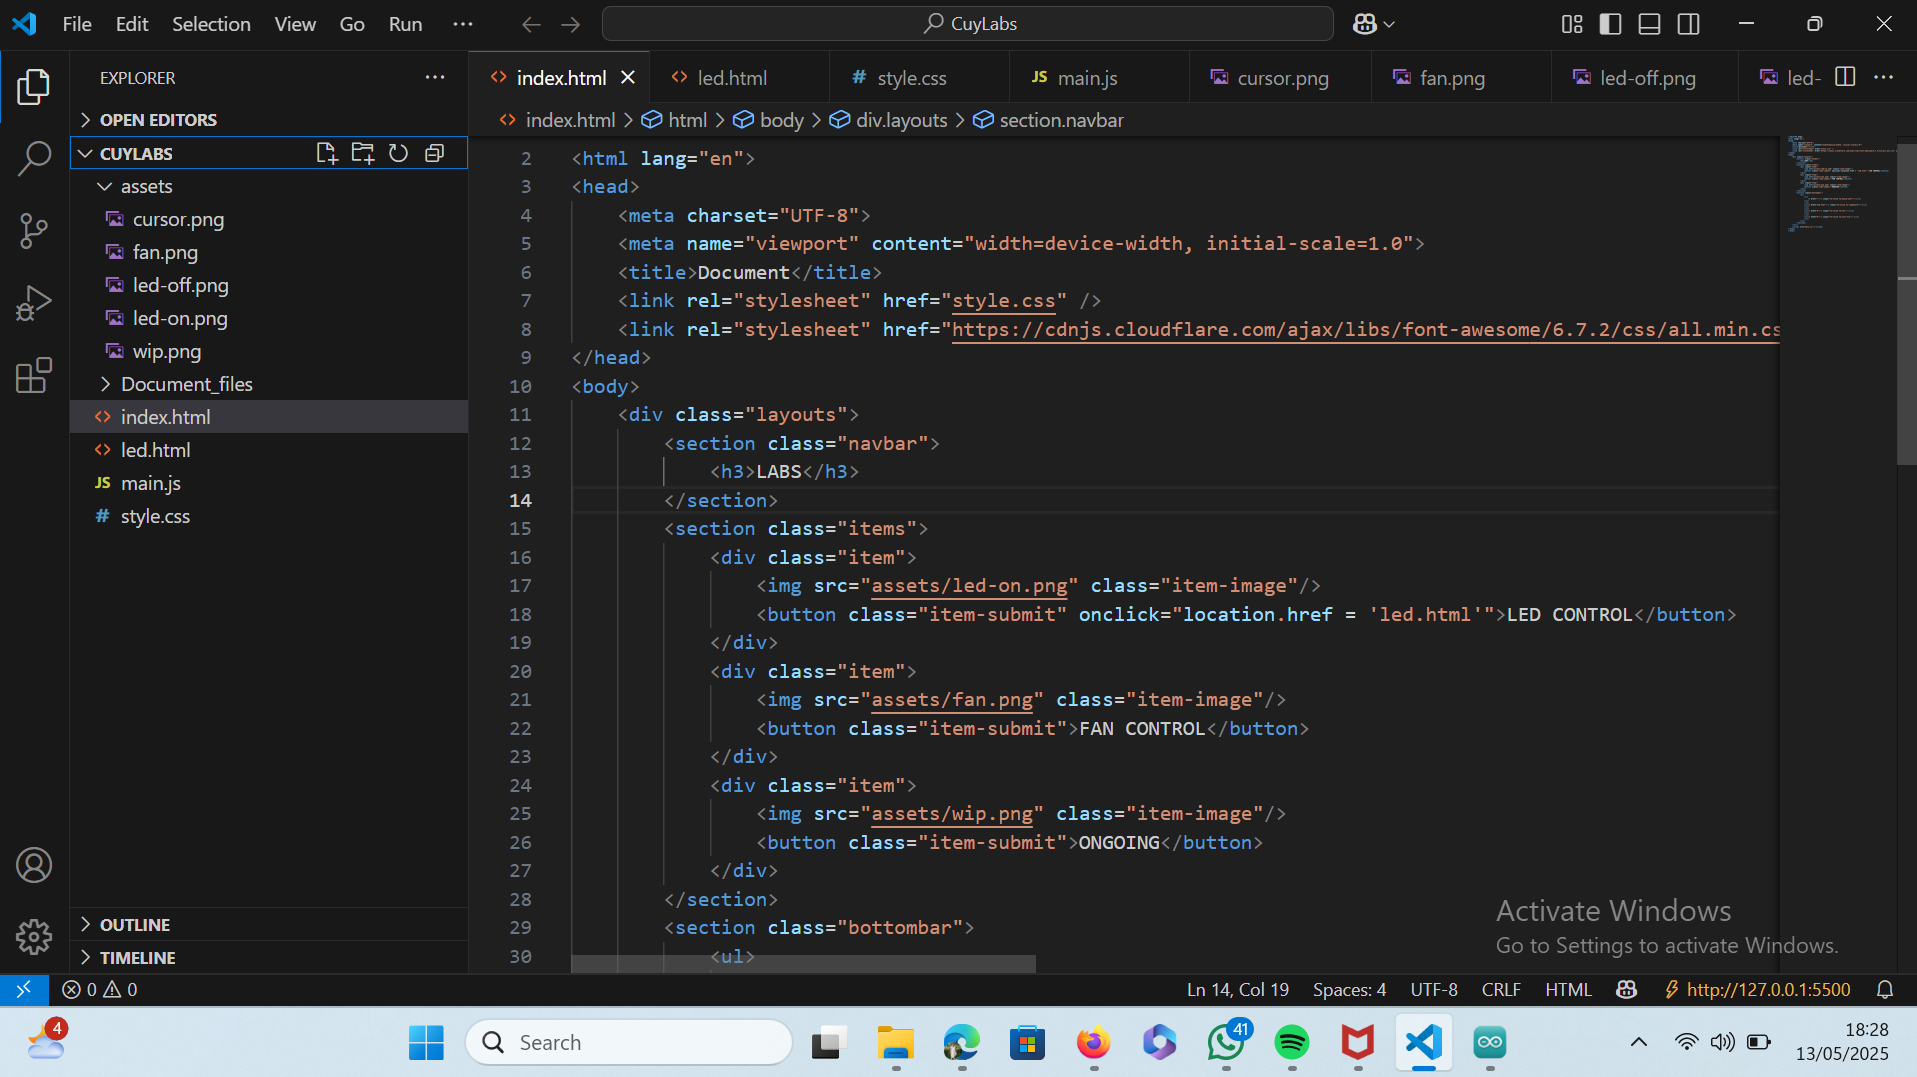 File Edit Selection View Go Run ···
CuyLabs
EXPLORER
OPEN EDITORS
CUYLABS
assets
cursor.png
fan.png
led-off.png
led-on.png
wip.png
Document_files
index.html
led.html
JS main.js
# style.css
OUTLINE
TIMELINE
index.html led.html # style.css JS main.js cursor.png fan.png led-off.png led-
index.html > html > body > div.layouts > section.navbar
2 <html lang="en">
3 <head>
4 <meta charset="UTF-8">
5 <meta name="viewport" content="width=device-width, initial-scale=1.0">
6 <title>Document</title>
7 <link rel="stylesheet" href="style.css" />
8 <link rel="stylesheet" href="https://cdnjs.cloudflare.com/ajax/libs/font-awesome/6.7.2/css/all.min.cs
9 </head>
10 <body>
11 <div class="layouts">
12 <section class="navbar">
13 <h3>LABS</h3>
14 </section>
15 <section class="items">
16 <div class="item">
17 <img src="assets/led-on.png" class="item-image"/>
18 <button class="item-submit" onclick="location.href = 'led.html'">LED CONTROL</button>
19 </div>
20 <div class="item">
21 <img src="assets/fan.png" class="item-image"/>
22 <button class="item-submit">FAN CONTROL</button>
23 </div>
24 <div class="item">
25 <img src="assets/wip.png" class="item-image"/>
26 <button class="item-submit">ONGOING</button>
27 </div>
28 </section>
29 <section class="bottombar">
30 <ul>
Activate Windows
Go to Settings to activate Windows.
0 0
Ln 14, Col 19 Spaces: 4 UTF-8 CRLF HTML http://127.0.0.1:5500
4
Search
41
18:28
13/05/2025